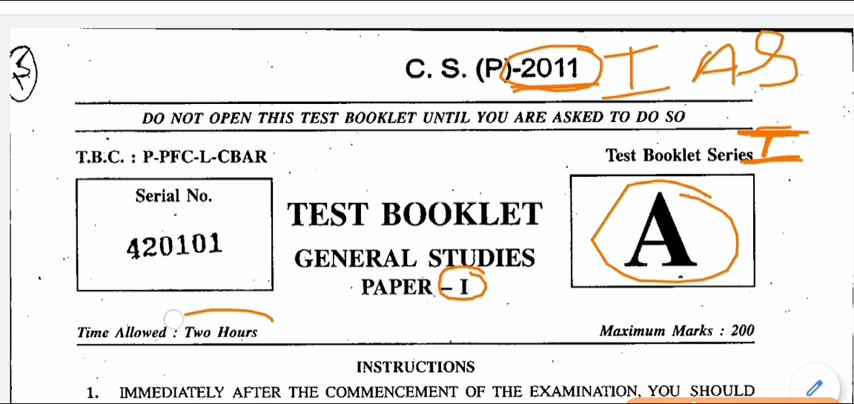 C. S. (P)-2011 I AS
DO NOT OPEN THIS TEST BOOKLET UNTIL YOU ARE ASKED TO DO SO
T.B.C. : P-PFC-L-CBAR
Test Booklet Series I
Serial No.
420101
TEST BOOKLET
GENERAL STUDIES
PAPER – I
A
Time Allowed : Two Hours
Maximum Marks : 200
INSTRUCTIONS
1. IMMEDIATELY AFTER THE COMMENCEMENT OF THE EXAMINATION, YOU SHOULD